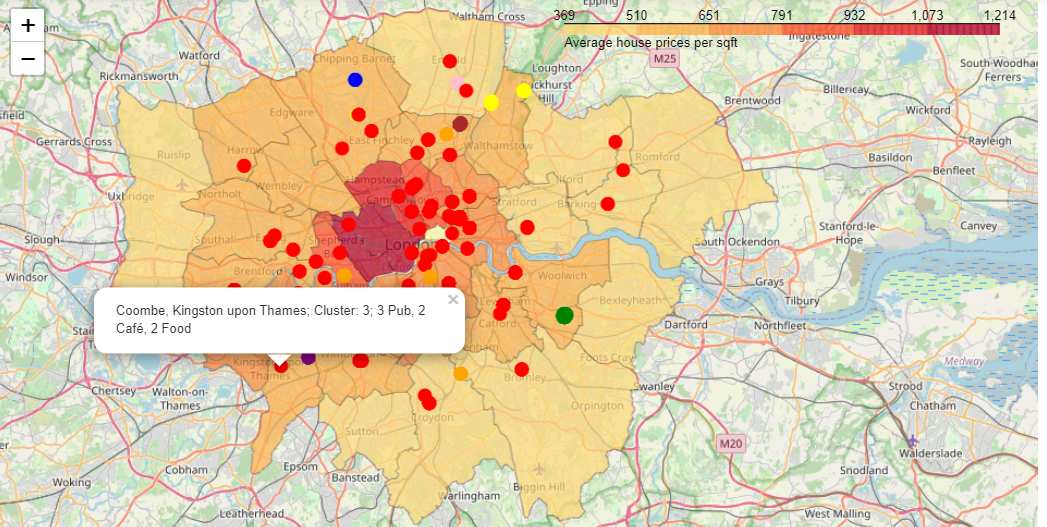 +
−
369 510 651 791 932 1,073 1,214
Average house prices per sqft
Epping
Waltham Cross
Watford
Chipping Barnet
Loughton
Ingatestone
M25
South Woodham
Ferrers
Rickmansworth
Billericay
Brentwood
Wickford
Edgware
Gerrards Cross
East Finchley
Walthamstow
Rayleigh
Ruislip
Harrow
Romford
Basildon
Benfleet
Hampstead
Ilford
Wembley
Northolt
Barking
Uxbridge
Stanford-le-
Hope
Canvey
Slough
Southall
Shepherd's
London
South Ockendon
Brentford
Woolwich
Grays
Fulham
Tilbury
Bexleyheath
Catford
Dartford
Northfleet
Coombe, Kingston upon Thames; Cluster: 3; 3 Pub, 2
Café, 2 Food
×
Foots Cray
Kingston upon
Thames
Medway
Chertsey
Walton-on-
Thames
Bromley
Swanley
Strood
Orpington
Chatham
Croydon
Sutton
M20
Walderslade
Cobham
Epsom
Banstead
Snodland
Woking
Biggin Hill
Warlingham
Leatherhead
West Malling